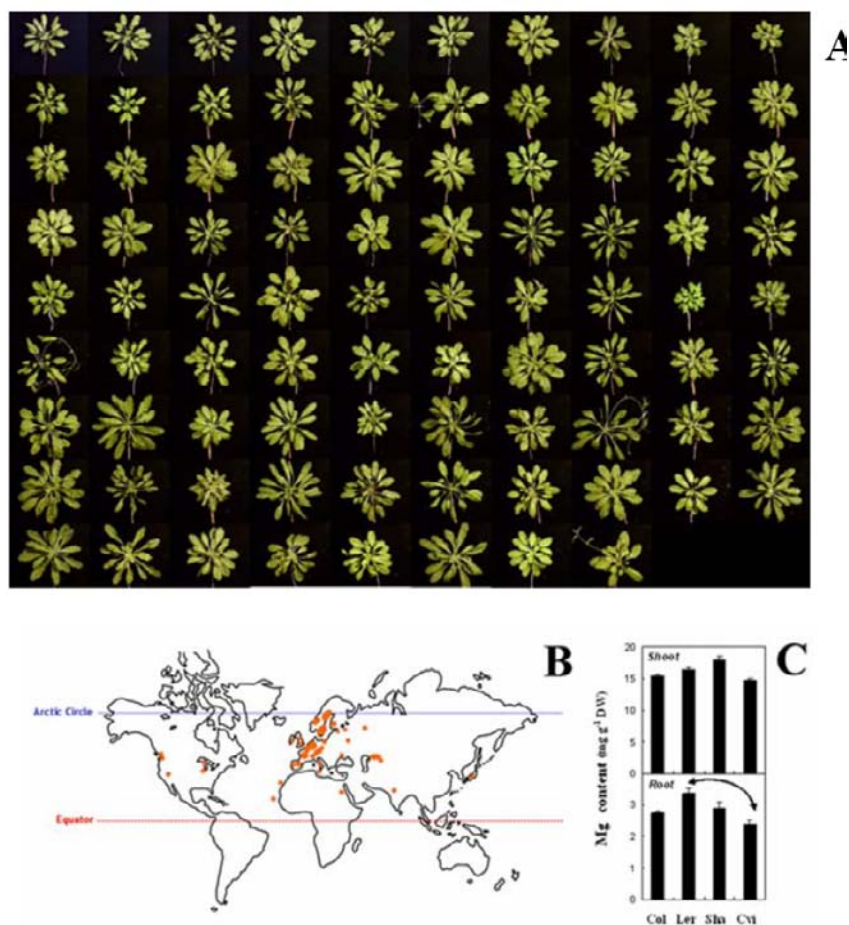 A
B
Arctic Circle
Equator
C
Mg content (mg g⁻¹ DW)
20
Shoot
15
10
5
0
Root
3
2
1
0
Col Ler Sha Cvi